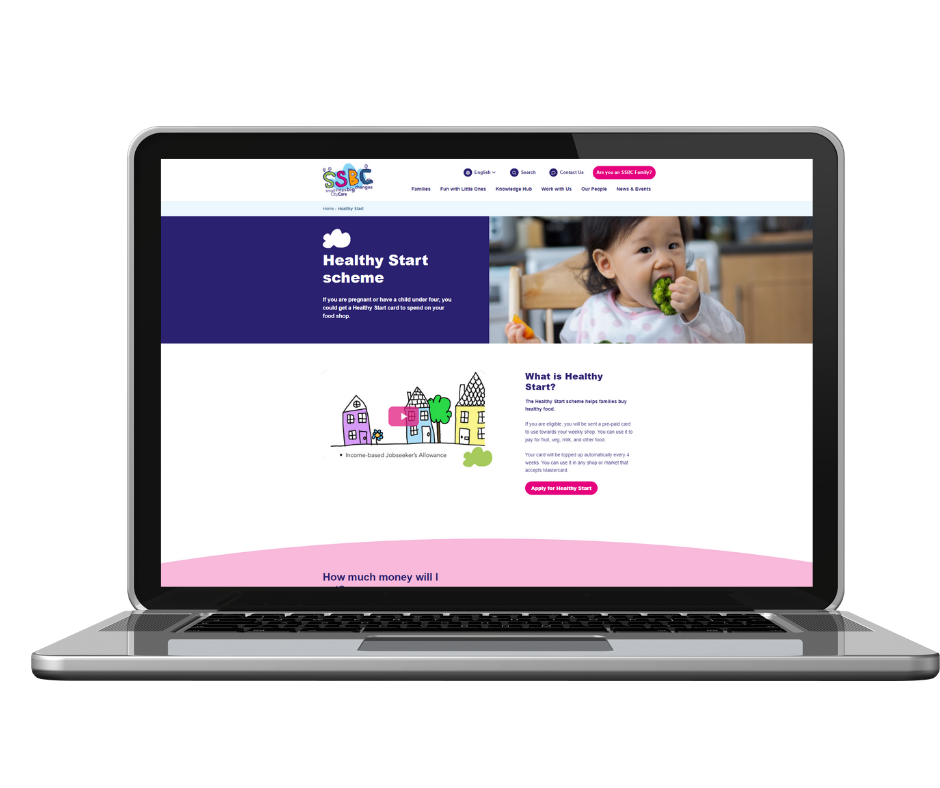 SSBC
small steps big changes
CityCare
English
Search
Contact Us
Are you an SSBC Family?
Families
Fun with Little Ones
Knowledge Hub
Work with Us
Our People
News & Events
Home › Healthy Start
Healthy Start
scheme
If you are pregnant or have a child under four, you
could get a Healthy Start card to spend on your
food shop.
• Income-based Jobseeker's Allowance
What is Healthy
Start?
The Healthy Start scheme helps families buy
healthy food.
If you are eligible, you will be sent a pre-paid card
to use towards your weekly shop. You can use it to
pay for fruit, veg, milk, and other food.
Your card will be topped up automatically every 4
weeks. You can use it in any shop or market that
accepts Mastercard.
Apply for Healthy Start
How much money will I